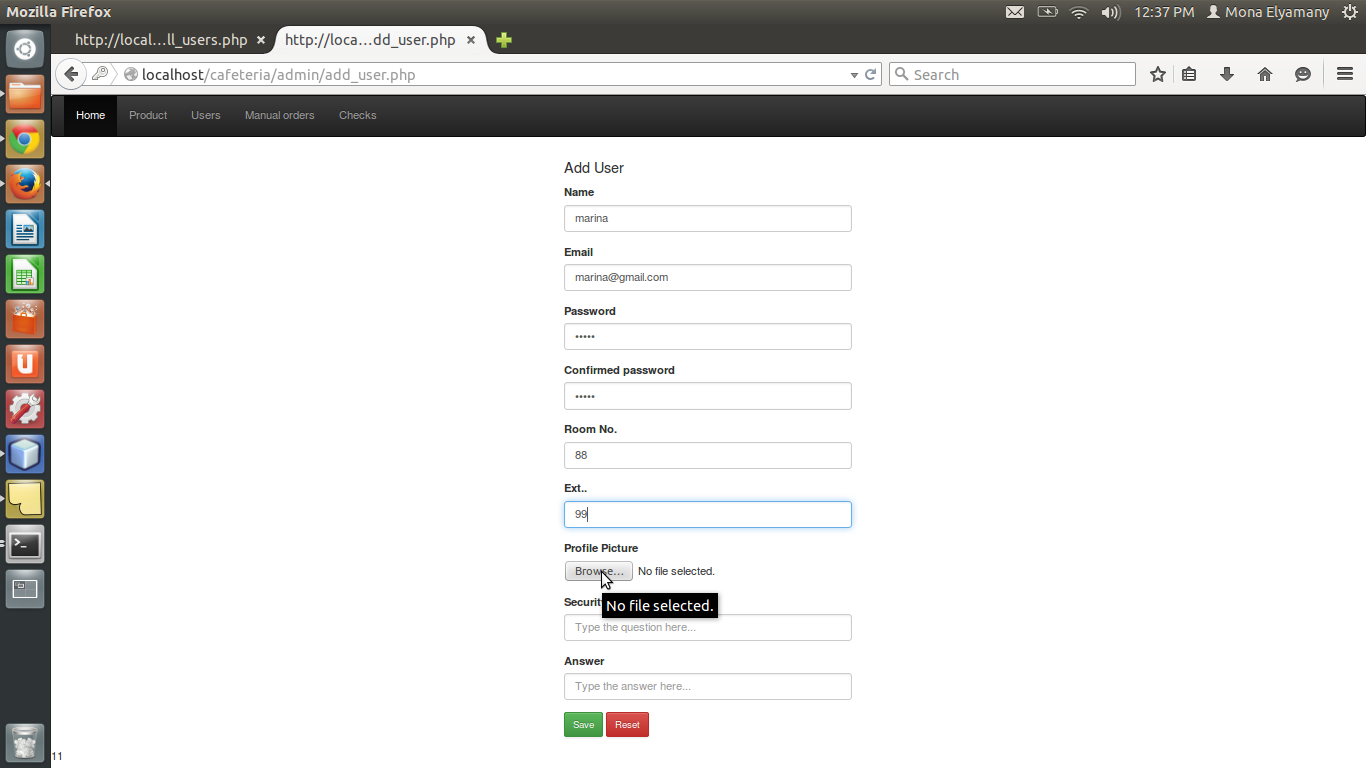 Mozilla Firefox
12:37 PM Mona Elyamany
http://local...ll_users.php
http://loca...dd_user.php
localhost/cafeteria/admin/add_user.php
Search
Home Product Users Manual orders Checks
Add User
Name
marina
Email
marina@gmail.com
Password
•••••
Confirmed password
•••••
Room No.
88
Ext..
99
Profile Picture
Browse... No file selected.
No file selected.
Type the question here...
Answer
Type the answer here...
Save Reset
11